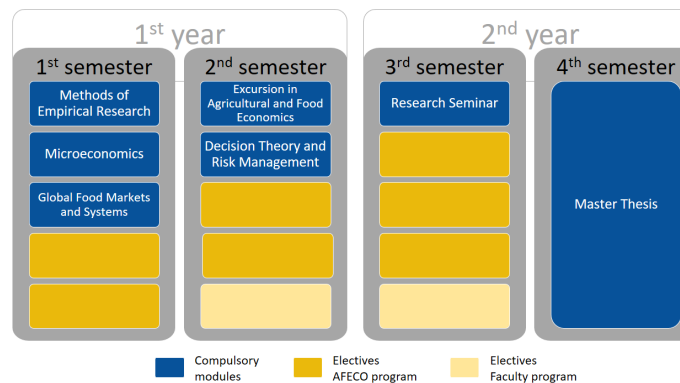 1st year
2nd year
1st semester
2nd semester
3rd semester
4th semester
Methods of
Empirical Research
Microeconomics
Global Food Markets
and Systems
Excursion in
Agricultural and Food
Economics
Decision Theory and
Risk Management
Research Seminar
Master Thesis
Compulsory
modules
Electives
AFECO program
Electives
Faculty program